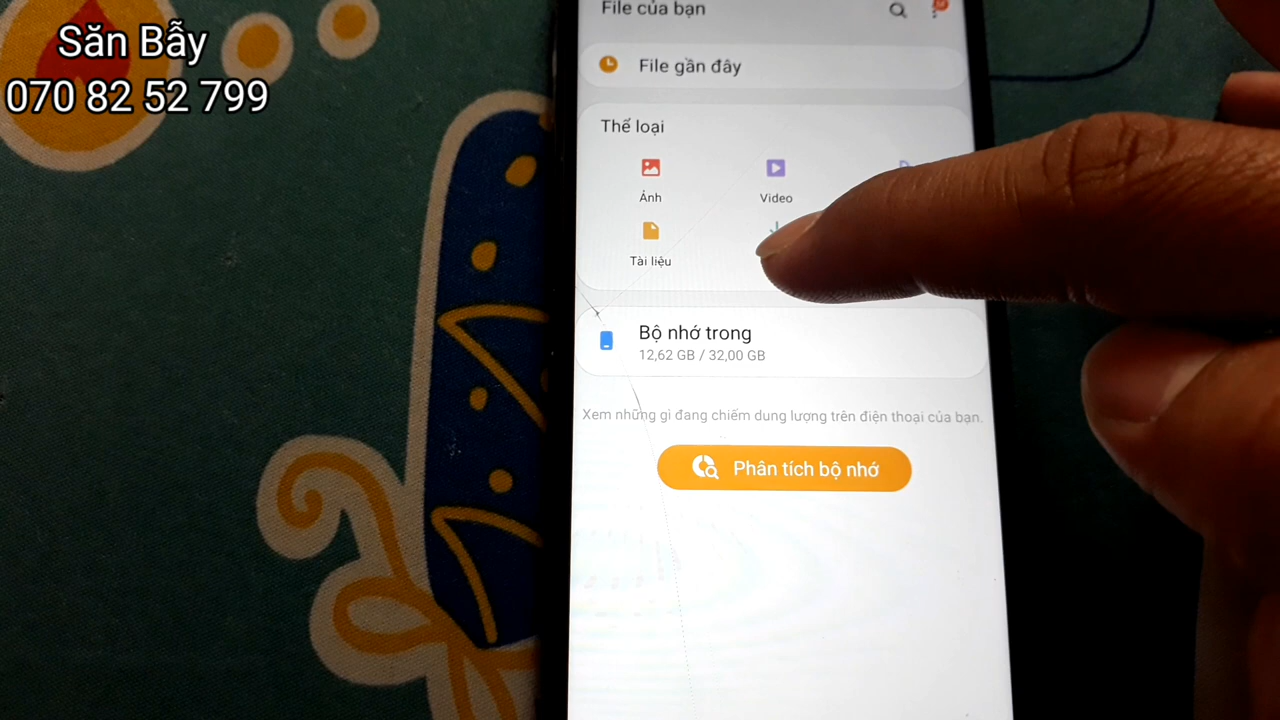 Săn Bẫy
070 82 52 799
File của bạn
File gần đây
Thể loại
Ảnh
Video
Tài liệu
Bộ nhớ trong
12,62 GB / 32,00 GB
Xem những gì đang chiếm dung lượng trên điện thoại của bạn.
Phân tích bộ nhớ